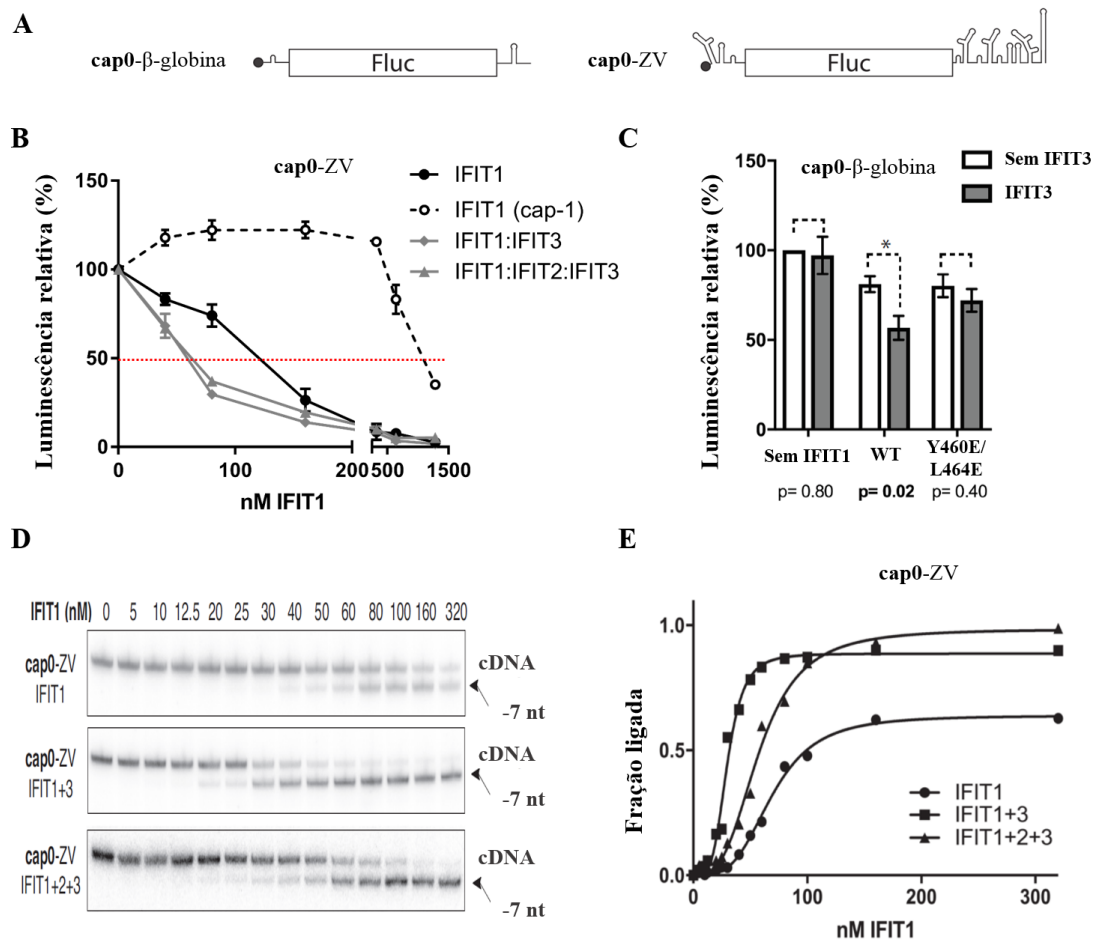 A
cap0-β-globina
Fluc
cap0-ZV
Fluc
B
cap0-ZV
Luminescência relativa (%)
150
100
50
0
0
100
200
500
1500
nM IFIT1
IFIT1
IFIT1 (cap-1)
IFIT1:IFIT3
IFIT1:IFIT2:IFIT3
C
cap0-β-globina
Sem IFIT3
IFIT3
Luminescência relativa (%)
150
100
50
0
*
Sem IFIT1
WT
Y460E/
L464E
p= 0.80
p= 0.02
p= 0.40
D
IFIT1 (nM) 0 5 10 12.5 20 25 30 40 50 60 80 100 160 320
cap0-ZV
IFIT1
cDNA
-7 nt
cap0-ZV
IFIT1+3
cDNA
-7 nt
cap0-ZV
IFIT1+2+3
cDNA
-7 nt
E
cap0-ZV
Fração ligada
1.0
0.5
0.0
0
100
200
300
nM IFIT1
IFIT1
IFIT1+3
IFIT1+2+3